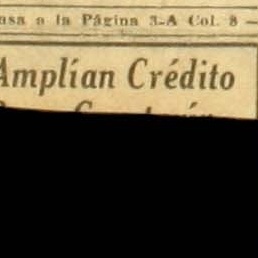 asa a la Página 3-A Col. 8 —
Amplían Crédito